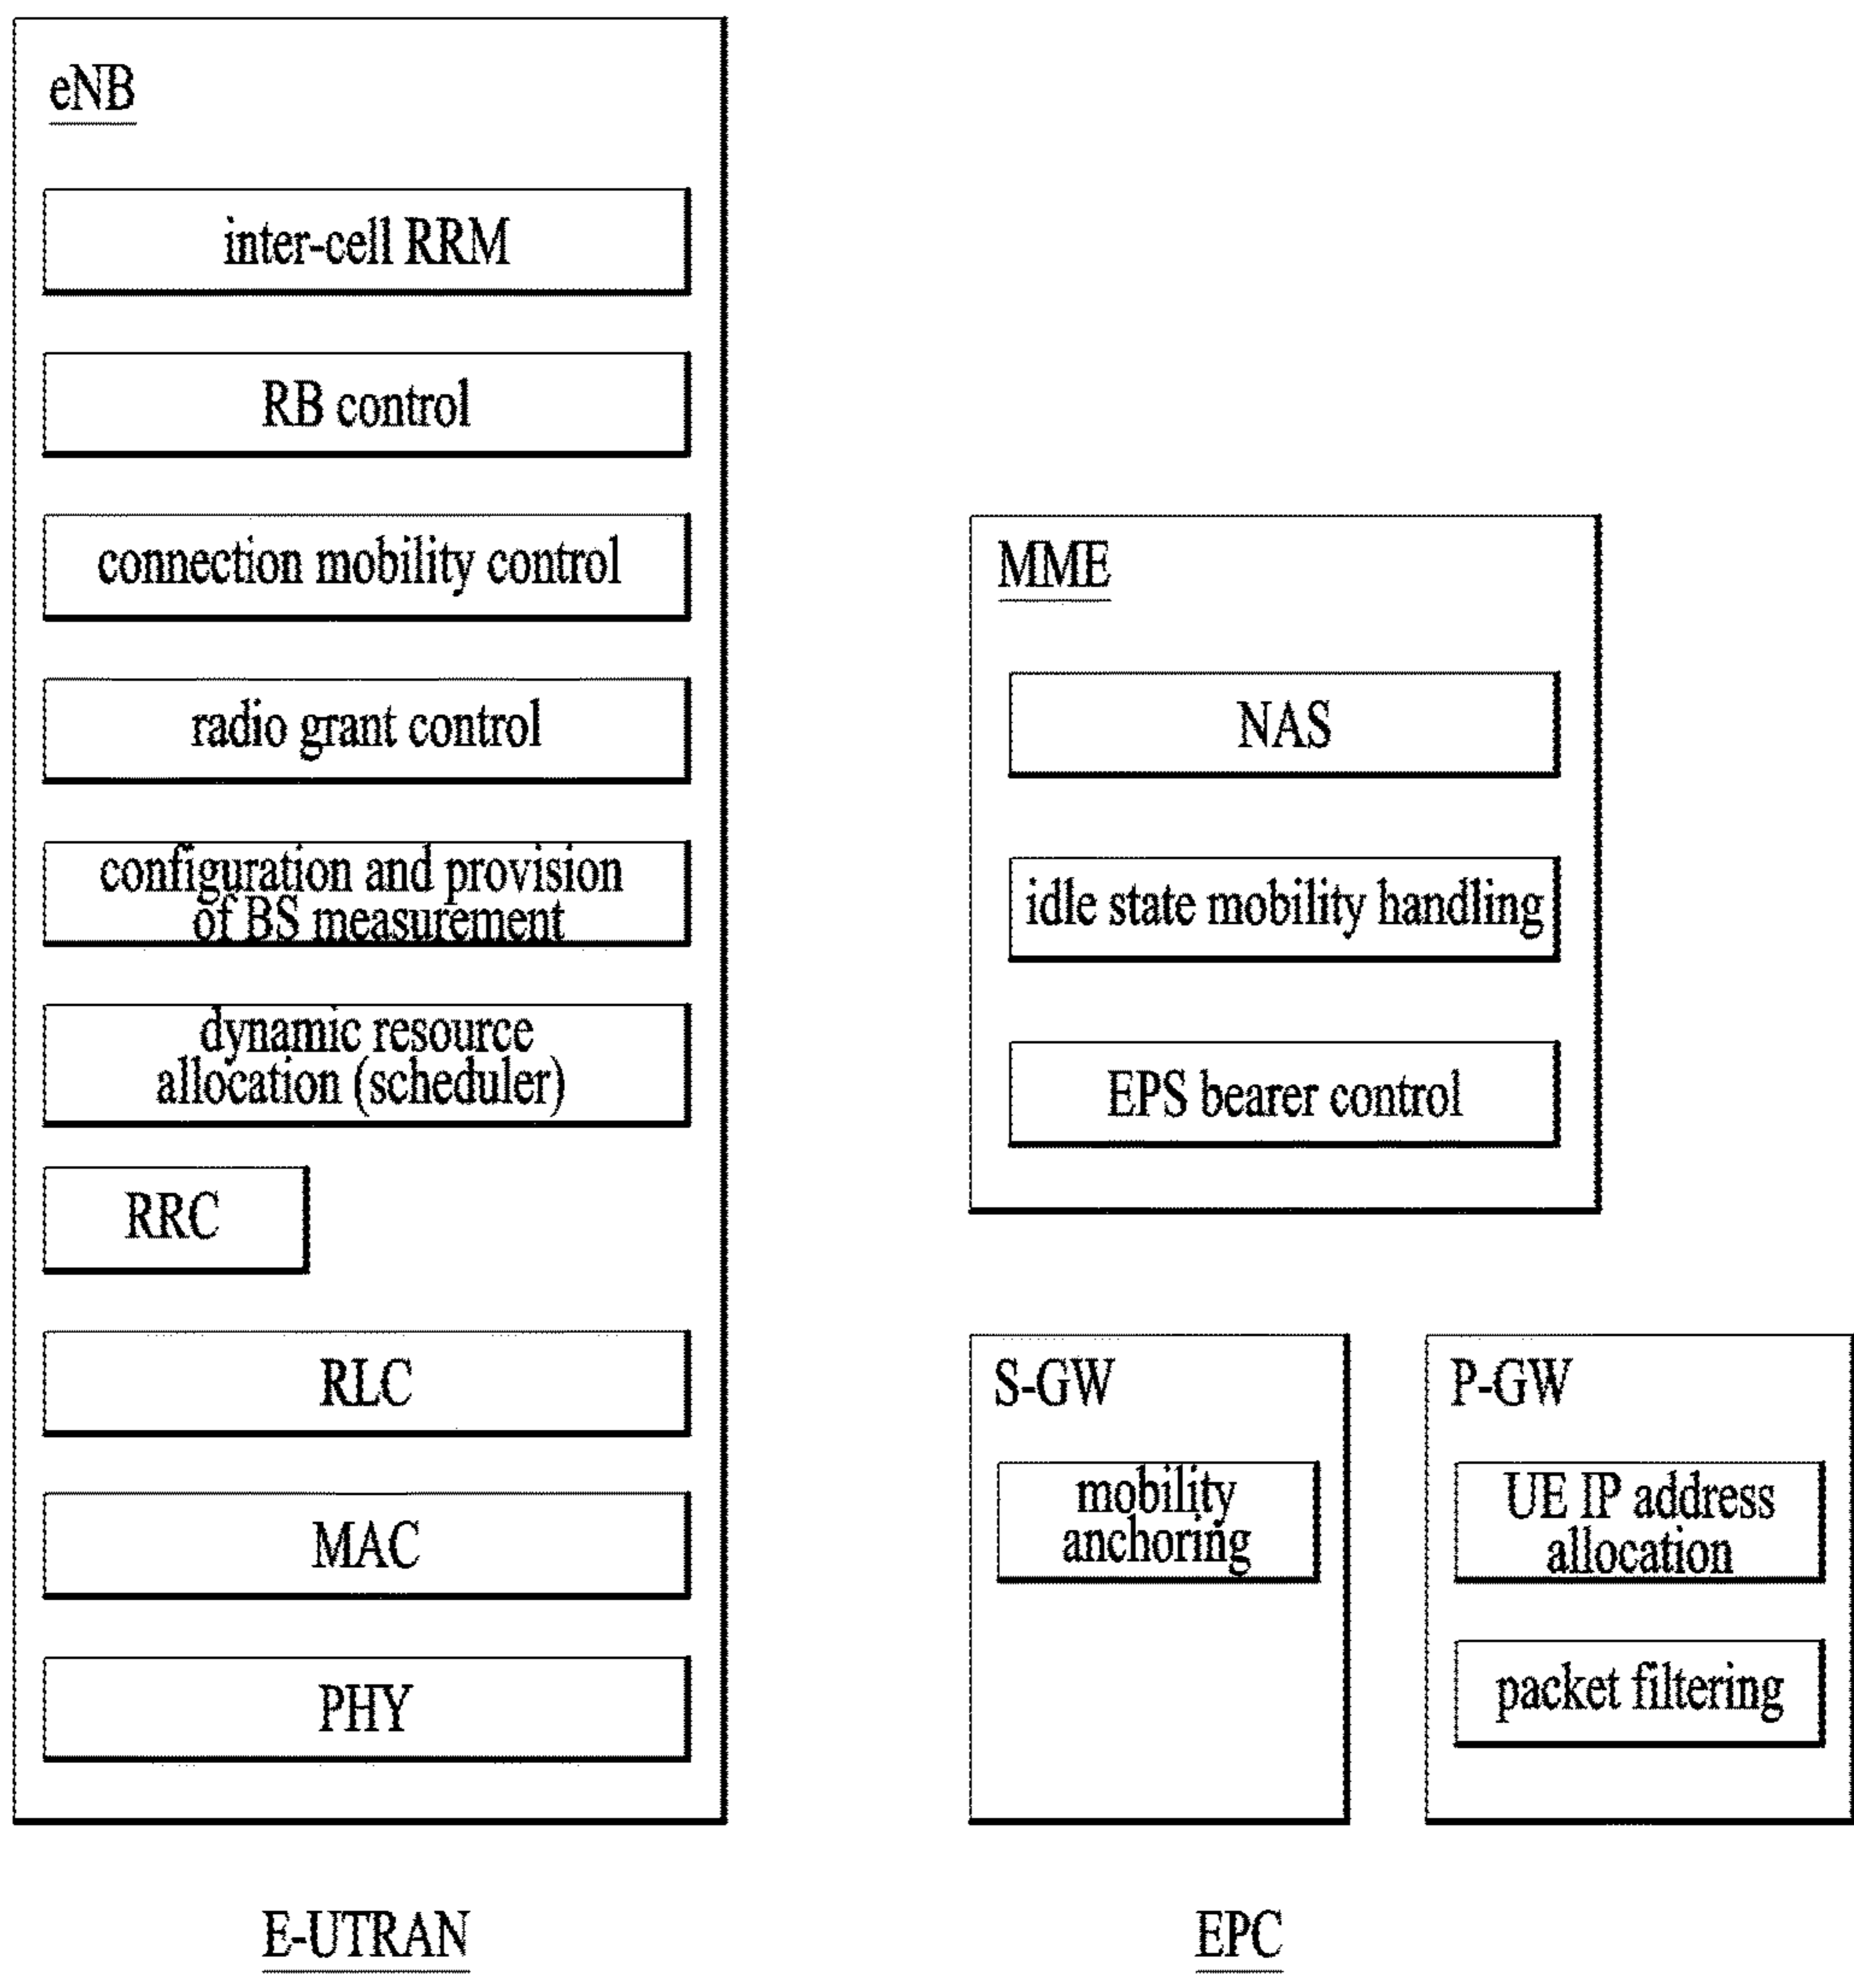 eNB
inter-cell RRM
RB control
connection mobility control
radio grant control
configuration and provision
of BS measurement
dynamic resource
allocation (scheduler)
RRC
RLC
MAC
PHY
E-UTRAN
MME
NAS
idle state mobility handling
EPS bearer control
S-GW
mobility
anchoring
P-GW
UE IP address
allocation
packet filtering
EPC